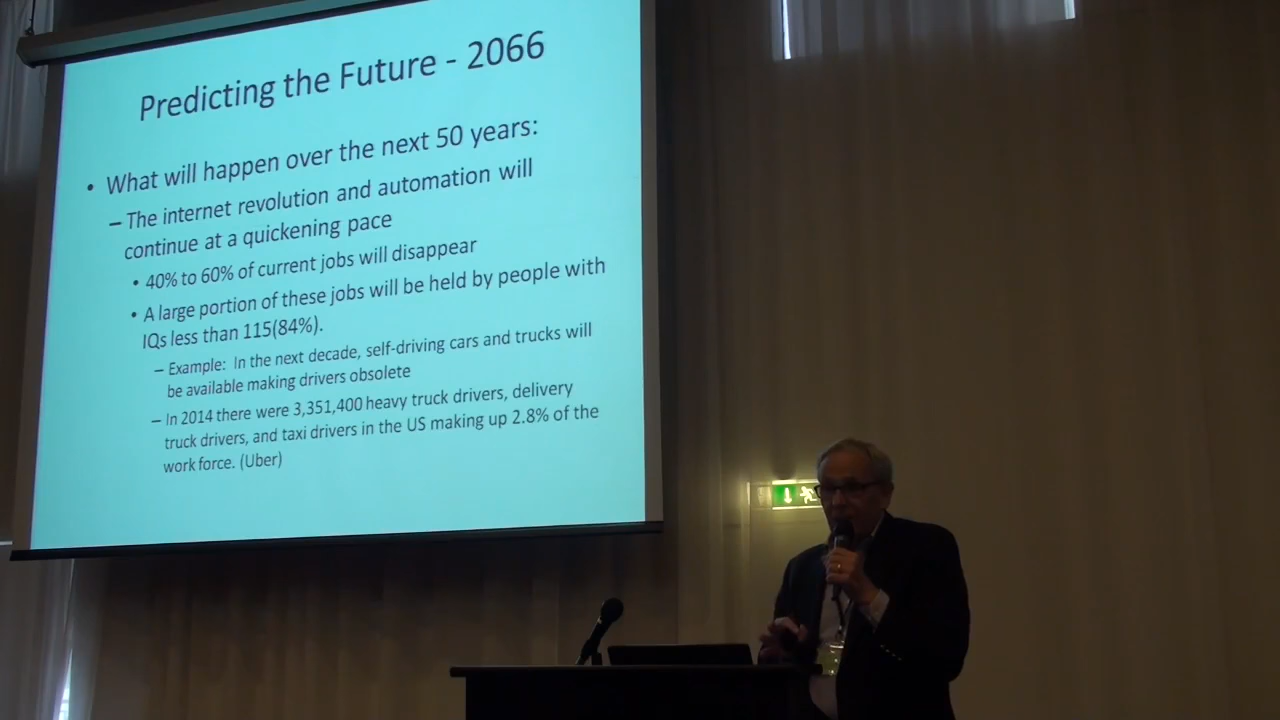 Predicting the Future - 2066
• What will happen over the next 50 years:
– The internet revolution and automation will
continue at a quickening pace
• 40% to 60% of current jobs will disappear
• A large portion of these jobs will be held by people with
IQs less than 115(84%).
– Example: In the next decade, self-driving cars and trucks will
be available making drivers obsolete
– In 2014 there were 3,351,400 heavy truck drivers, delivery
truck drivers, and taxi drivers in the US making up 2.8% of the
work force. (Uber)